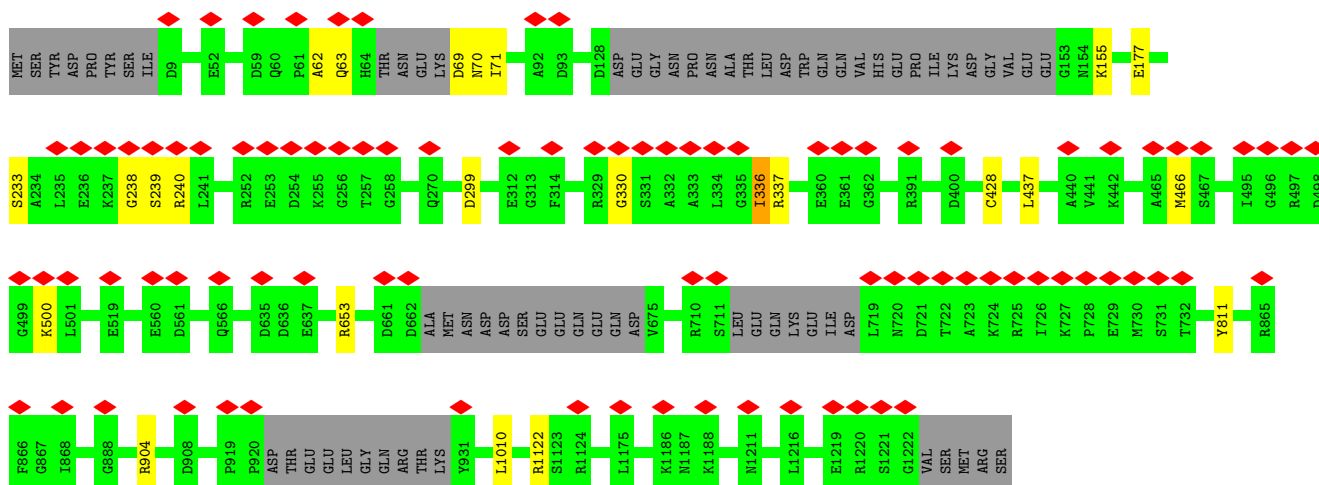 MET SER TYR ASP PRO TYR SER ILE D9 E52 D59 Q60 P61 A62 Q63 H64 THR ASN GLU LYS D69 N70 I71 A92 D93 D128 ASP GLU GLY ASN PRO ASN ALA THR LEU ASP TRP GLN GLN VAL HIS GLU PRO ILE LYS ASP GLY VAL GLU GLU G153 N154 K155 E177
S233 A234 L235 E236 K237 G238 S239 R240 L241 R252 E253 D254 K255 G256 T257 G258 Q270 D299 E312 G313 F314 R329 G330 S331 A332 A333 L334 G335 I336 R337 E360 E361 G362 R391 D400 C428 L437 A440 V441 K442 A465 M466 S467 I495 G496 R497 D498
G499 K500 L501 E519 E560 D561 Q566 D635 D636 E637 R653 D661 D662 ALA MET ASN ASP ASP SER GLU GLU GLN GLU GLN ASP V675 R710 S711 LEU GLU GLN LYS GLU ILE ASP L719 N720 D721 T722 A723 K724 R725 I726 K727 P728 E729 M730 S731 T732 Y811 R865
F866 G867 I868 G888 R904 D908 P919 P920 ASP THR GLU GLU LEU GLY GLN ARG THR LYS Y931 L1010 R1122 S1123 R1124 L1175 K1186 N1187 K1188 N1211 L1216 E1219 R1220 S1221 G1222 VAL SER MET ARG SER